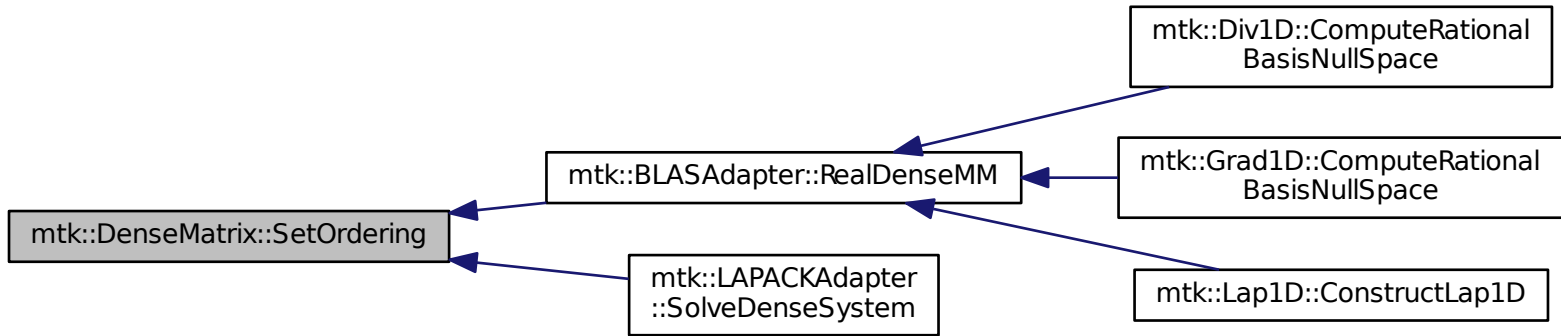 mtk::DenseMatrix::SetOrdering
mtk::BLASAdapter::RealDenseMM
mtk::LAPACKAdapter
::SolveDenseSystem
mtk::Div1D::ComputeRational
BasisNullSpace
mtk::Grad1D::ComputeRational
BasisNullSpace
mtk::Lap1D::ConstructLap1D